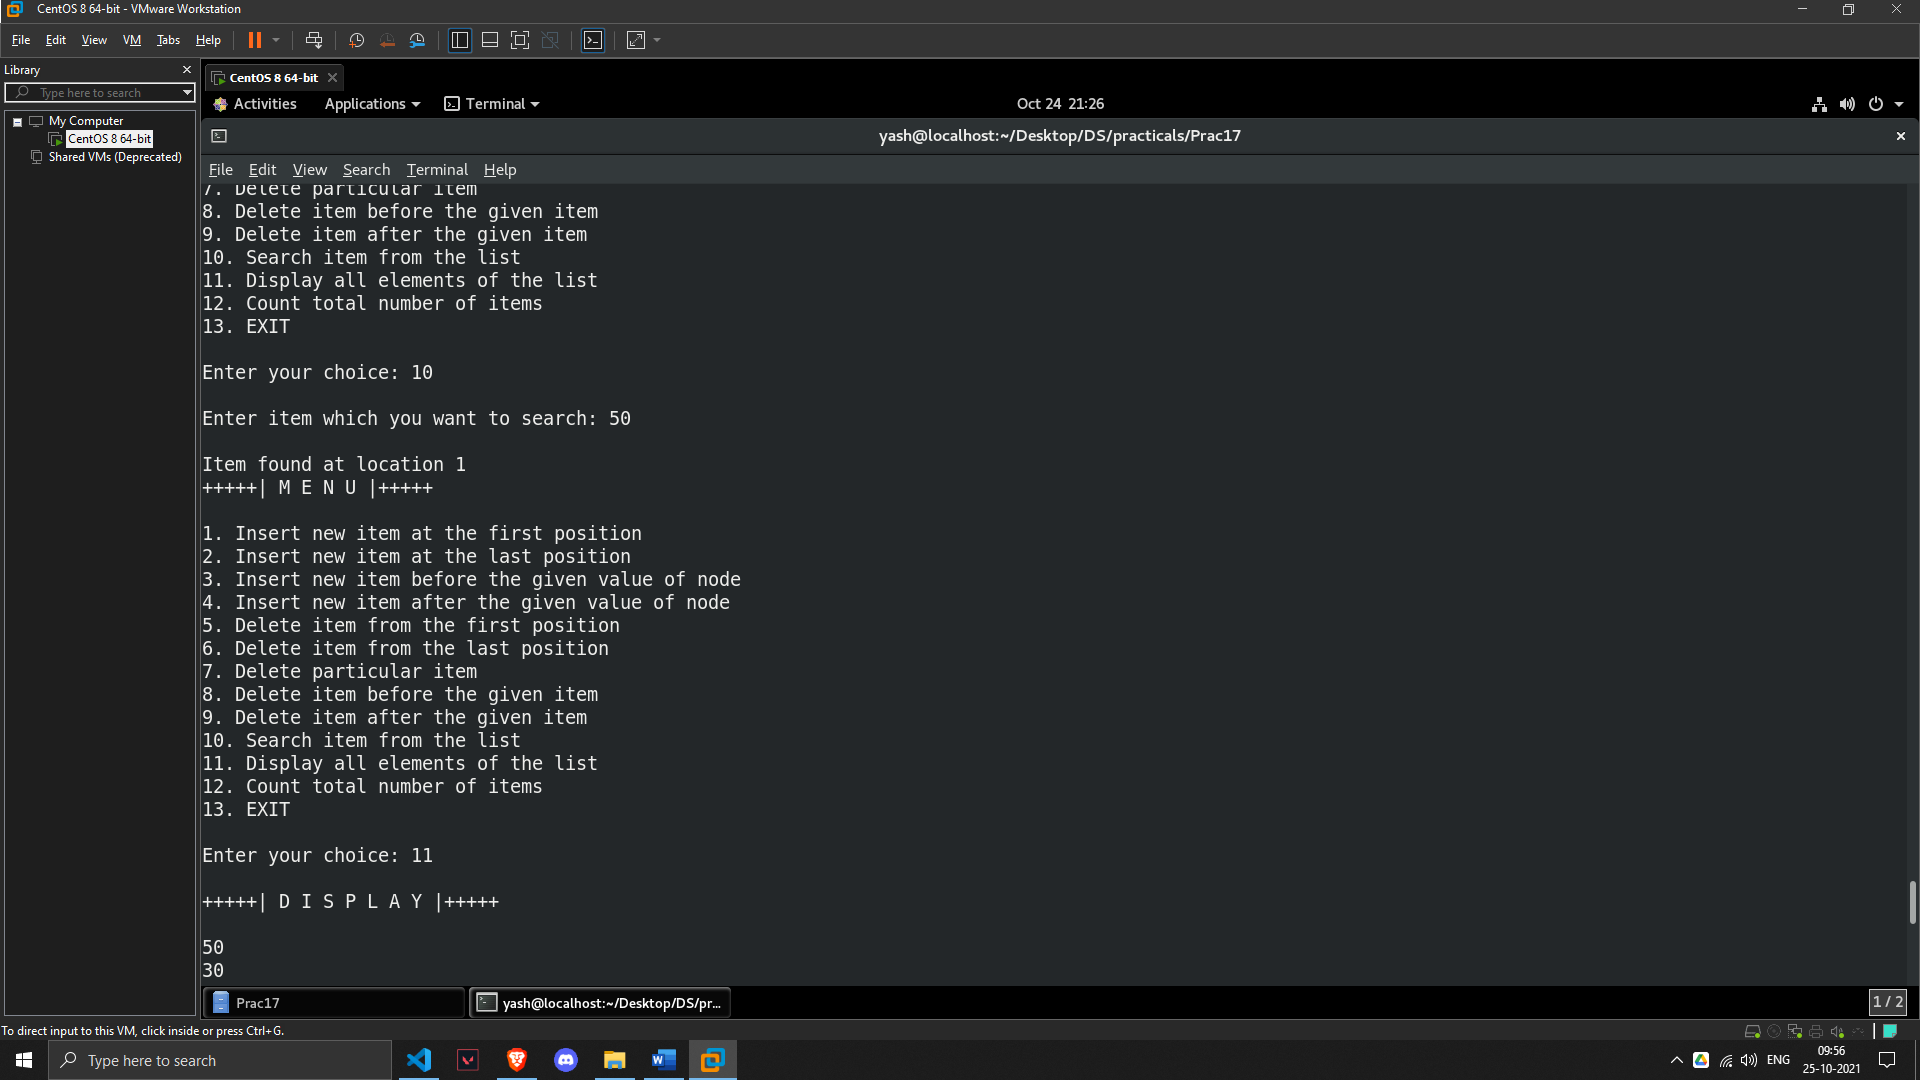 CentOS 8 64-bit - VMware Workstation
File Edit View VM Tabs Help
Library
Type here to search
My Computer
CentOS 8 64-bit
Shared VMs (Deprecated)
CentOS 8 64-bit
Activities Applications Terminal Oct 24 21:26
yash@localhost:~/Desktop/DS/practicals/Prac17
File Edit View Search Terminal Help
7. Delete particular item
8. Delete item before the given item
9. Delete item after the given item
10. Search item from the list
11. Display all elements of the list
12. Count total number of items
13. EXIT
Enter your choice: 10
Enter item which you want to search: 50
Item found at location 1
+++++| M E N U |+++++
1. Insert new item at the first position
2. Insert new item at the last position
3. Insert new item before the given value of node
4. Insert new item after the given value of node
5. Delete item from the first position
6. Delete item from the last position
7. Delete particular item
8. Delete item before the given item
9. Delete item after the given item
10. Search item from the list
11. Display all elements of the list
12. Count total number of items
13. EXIT
Enter your choice: 11
+++++| D I S P L A Y |+++++
50
30
Prac17 yash@localhost:~/Desktop/DS/pr... 1 / 2
To direct input to this VM, click inside or press Ctrl+G.
Type here to search
ENG
09:56
25-10-2021